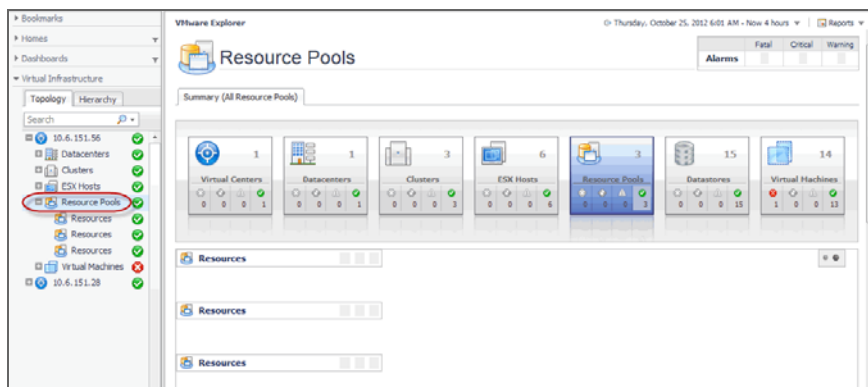 Bookmarks
Homes
Dashboards
Virtual Infrastructure
Topology Hierarchy
Search
10.6.151.56
Datacenters
Clusters
ESX Hosts
Resource Pools
Resources
Resources
Resources
Virtual Machines
10.6.151.28
VMware Explorer
Thursday, October 25, 2012 6:01 AM - Now 4 hours
Reports
Resource Pools
Fatal Critical Warning
Alarms
Summary (All Resource Pools)
1 1 3 6 3 15 14
Virtual Centers Datacenters Clusters ESX Hosts Resource Pools Datastores Virtual Machines
0 0 0 1 0 0 0 1 0 0 0 3 0 0 0 6 0 0 0 3 0 0 0 15 1 0 0 13
Resources
Resources
Resources